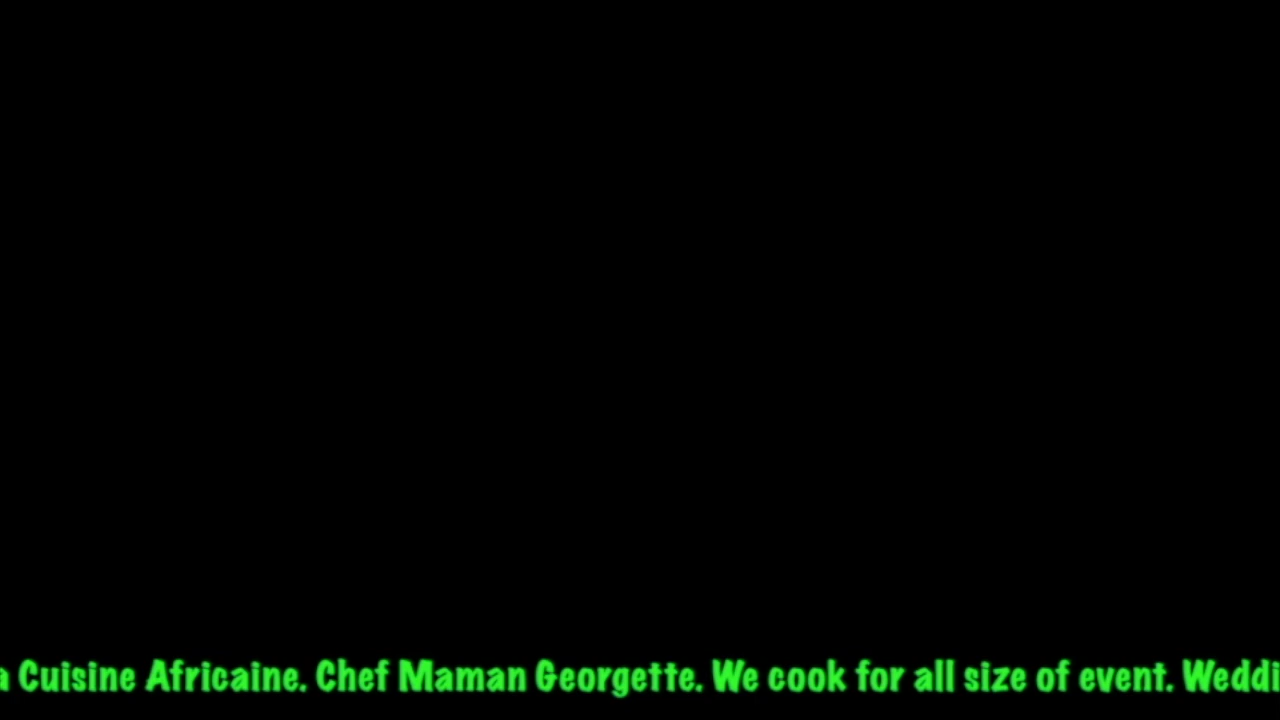 a Cuisine Africaine. Chef Maman Georgette. We cook for all size of event. Weddi